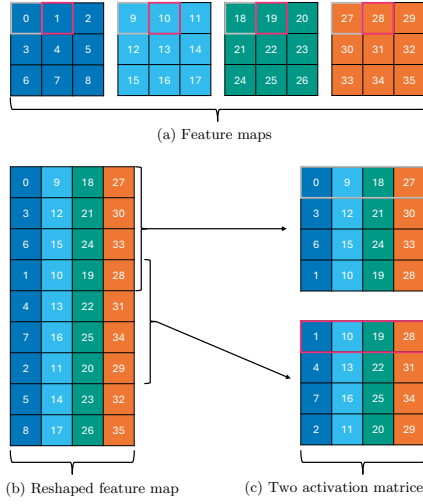 0 1 2 9 10 11 18 19 20 27 28 29
3 4 5 12 13 14 21 22 23 30 31 32
6 7 8 15 16 17 24 25 26 33 34 35
(a) Feature maps
0 9 18 27
3 12 21 30
6 15 24 33
1 10 19 28
4 13 22 31
7 16 25 34
2 11 20 29
5 14 23 32
8 17 26 35
(b) Reshaped feature map
0 9 18 27
3 12 21 30
6 15 24 33
1 10 19 28
1 10 19 28
4 13 22 31
7 16 25 34
2 11 20 29
(c) Two activation matrice